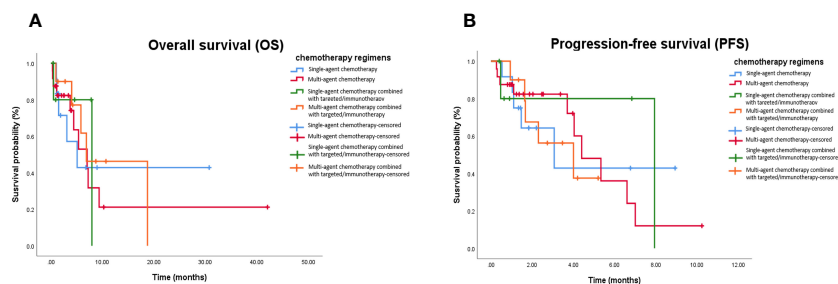 A
Overall survival (OS)
Susrvival probability (%)
1.0
0.8
0.6
0.4
0.2
0.0
.00
10.00
20.00
30.00
40.00
50.00
Time (months)
chemotherapy regimens
Single-agent chemotherapy
Multi-agent chemotherapy
Single-agent chemotherapy combined
with targeted/immunotheraov
Multi-agent chemotherapy combined
with targeted/immunotherapy
Single-agent chemotherapy-censored
Multi-agent chemotherapy-censored
Single-agent chemotherapy combined
with targeted/immunotherapy-censored
Multi-agent chemotherapy combined
with targeted/immunotherapy-censored
B
Progression-free survival (PFS)
Susrvival probability (%)
1.0
0.8
0.6
0.4
0.2
0.0
.00
2.00
4.00
6.00
8.00
10.00
12.00
Time (months)
chemotherapy regimens
Single-agent chemotherapy
Multi-agent chemotherapy
Single-agent chemotherapy combined
with targeted/immunotheraov
Multi-agent chemotherapy combined
with targeted/immunotherapy
Single-agent chemotherapy-censored
Multi-agent chemotherapy-censored
Single-agent chemotherapy combined
with targeted/immunotherapy-censore
Multi-agent chemotherapy combined
with targeted/immunotherapy-censore